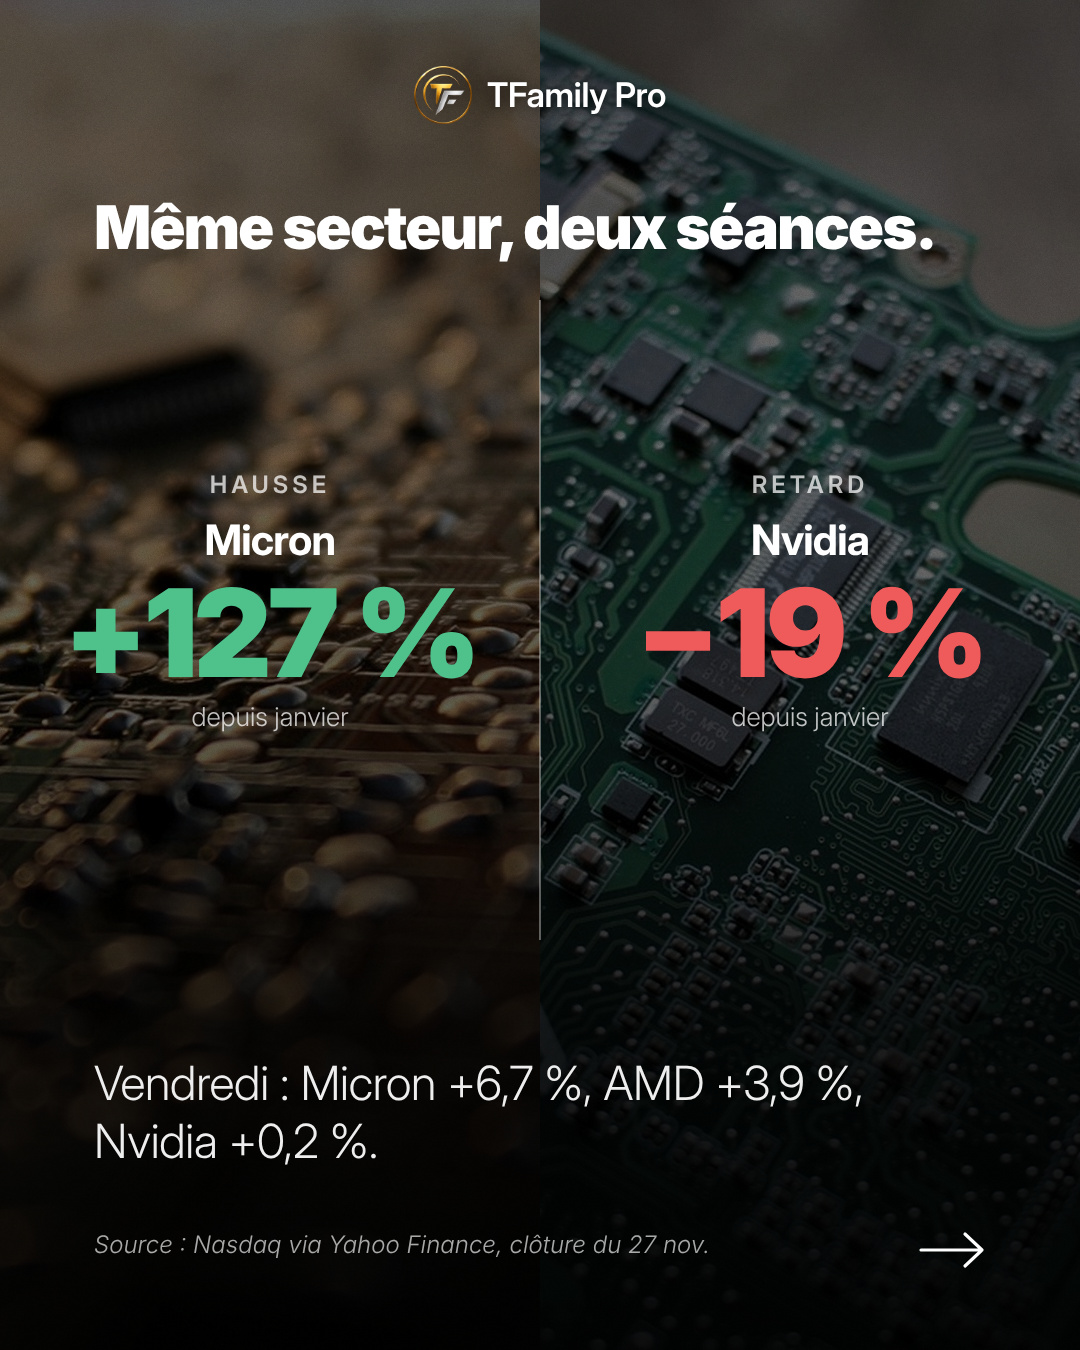 TFamily Pro
Même secteur, deux séances.
HAUSSE
Micron
+127 %
depuis janvier
RETARD
Nvidia
−19 %
depuis janvier
Vendredi : Micron +6,7 %, AMD +3,9 %,
Nvidia +0,2 %.
Source : Nasdaq via Yahoo Finance, clôture du 27 nov.